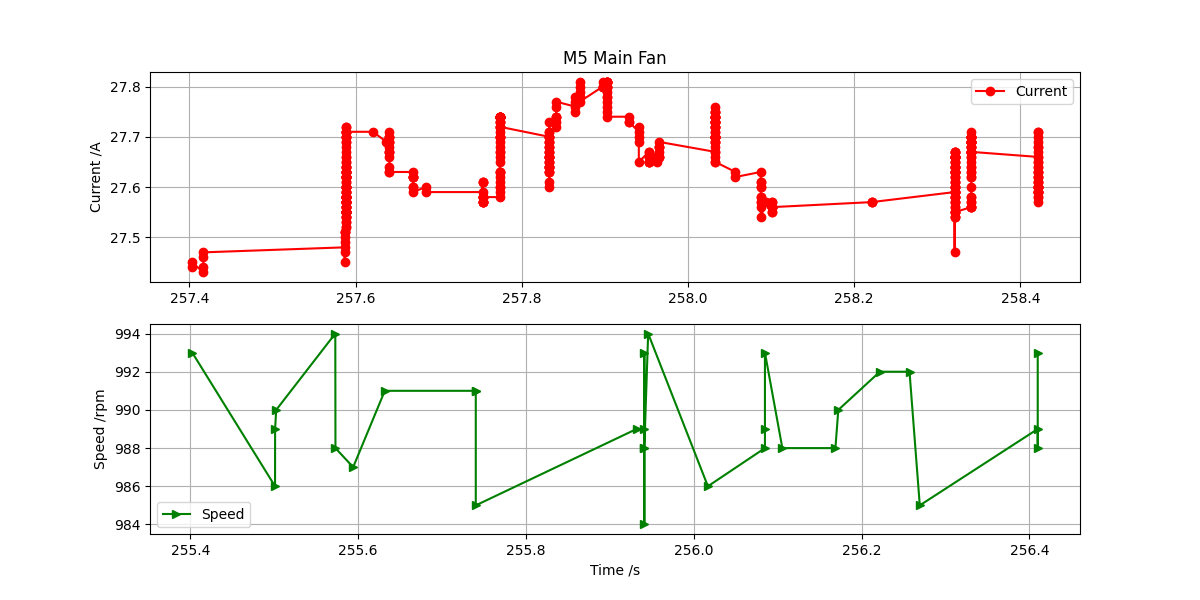 M5 Main Fan
Current /A
27.8
27.7
27.6
27.5
Current
257.4 257.6 257.8 258.0 258.2 258.4
Speed /rpm
994
992
990
988
986
984
Speed
255.4 255.6 255.8 256.0 256.2 256.4
Time /s